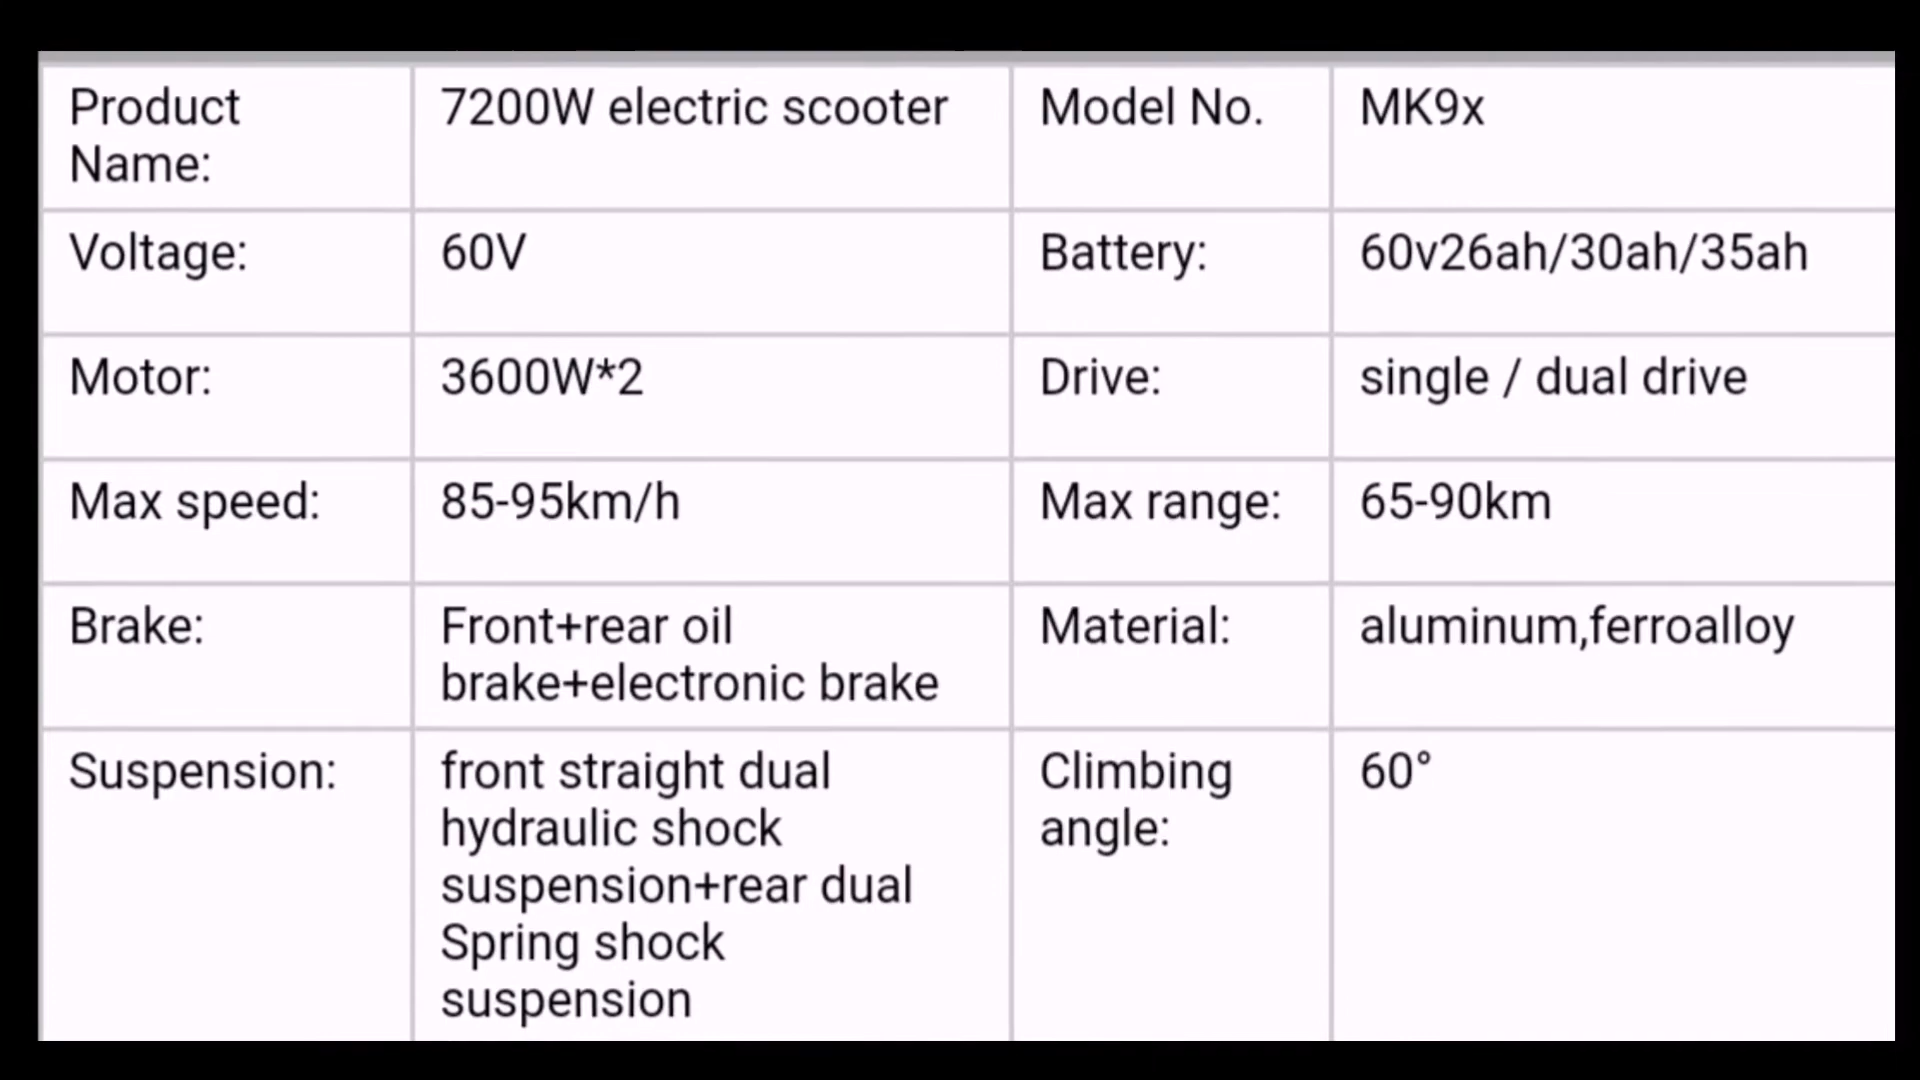 Product Name: 7200W electric scooter Model No. MK9x
Voltage: 60V Battery: 60v26ah/30ah/35ah
Motor: 3600W*2 Drive: single / dual drive
Max speed: 85-95km/h Max range: 65-90km
Brake: Front+rear oil
brake+electronic brake
Material: aluminum,ferroalloy
Suspension: front straight dual
hydraulic shock
suspension+rear dual
Spring shock
suspension
Climbing
angle:
60°